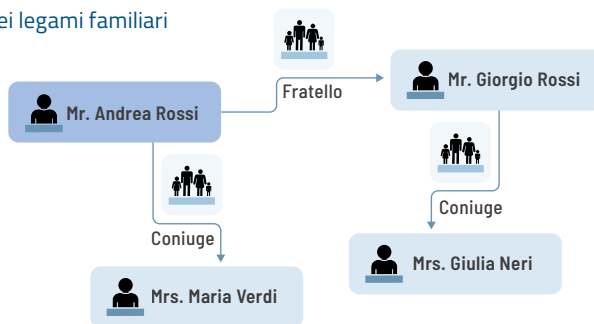 ei legami familiari
Fratello
Mr. Giorgio Rossi
Mr. Andrea Rossi
Coniuge
Coniuge
Mrs. Giulia Neri
Mrs. Maria Verdi